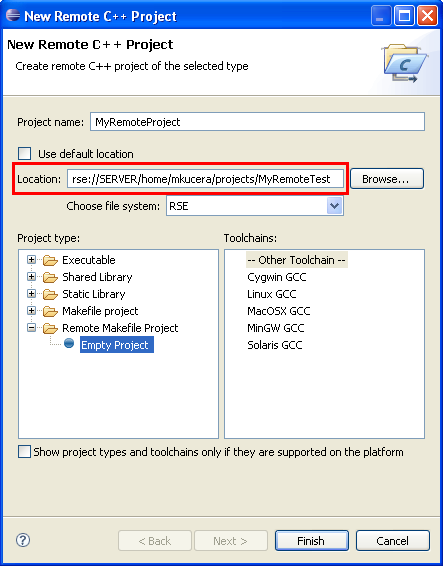 New Remote C++ Project
New Remote C++ Project
Create remote C++ project of the selected type
Project name: MyRemoteProject
Use default location
Location: rse://SERVER/home/mkucera/projects/MyRemoteTest Browse...
Choose file system: RSE
Project type: Toolchains:
Executable -- Other Toolchain --
Shared Library Cygwin GCC
Static Library Linux GCC
Makefile project MacOSX GCC
Remote Makefile Project MinGW GCC
Empty Project Solaris GCC
Show project types and toolchains only if they are supported on the platform
? < Back Next > Finish Cancel